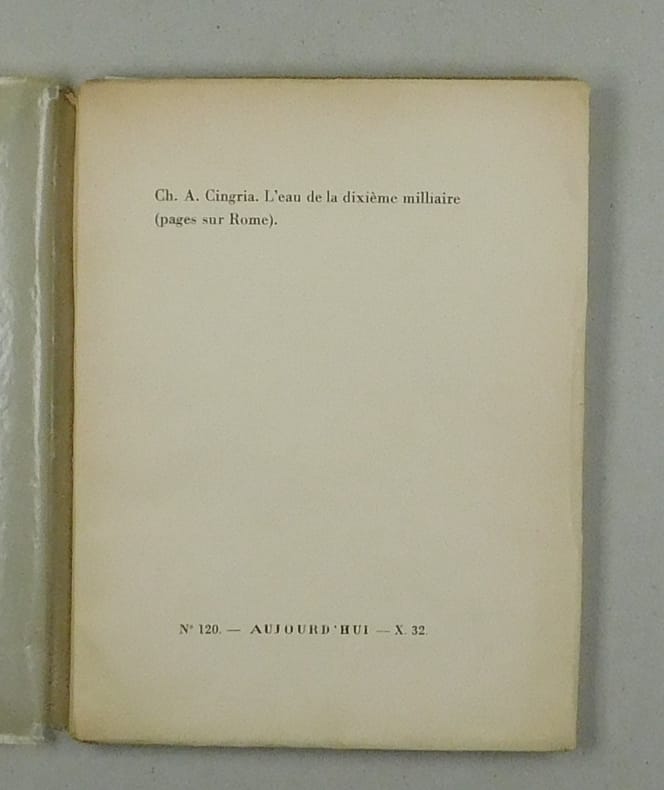 Ch. A. Cingria. L'eau de la dixième milliaire
(pages sur Rome).
N° 120. — AUJOURD'HUI — X. 32.